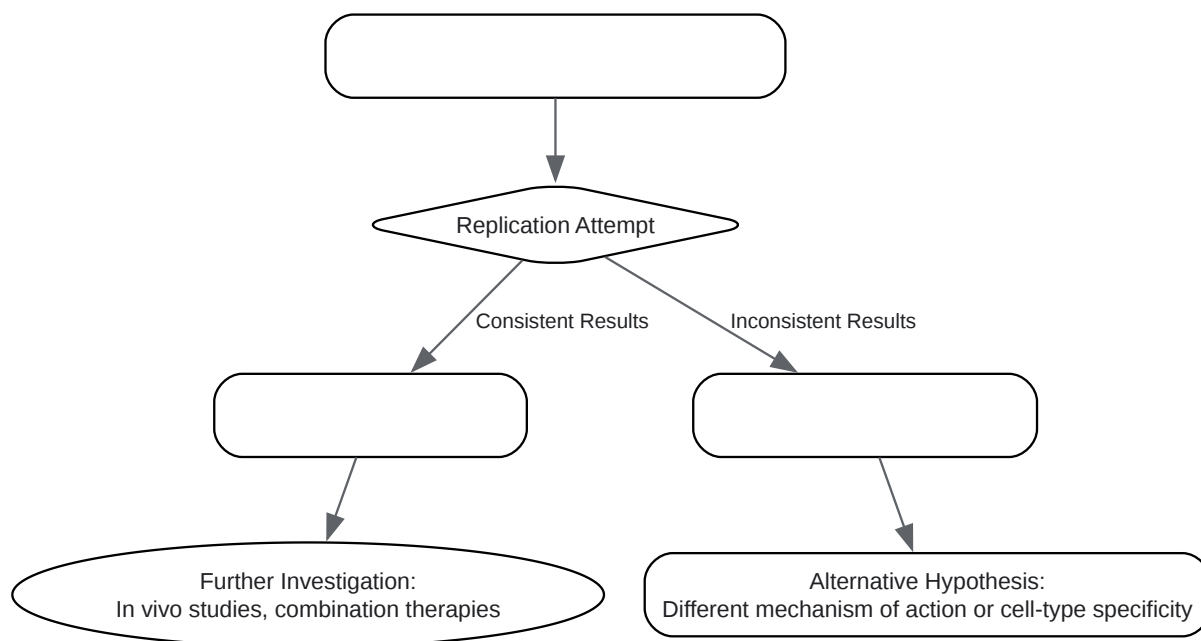 Replication Attempt
Consistent Results
Inconsistent Results
Further Investigation:
In vivo studies, combination therapies
Alternative Hypothesis:
Different mechanism of action or cell-type specificity